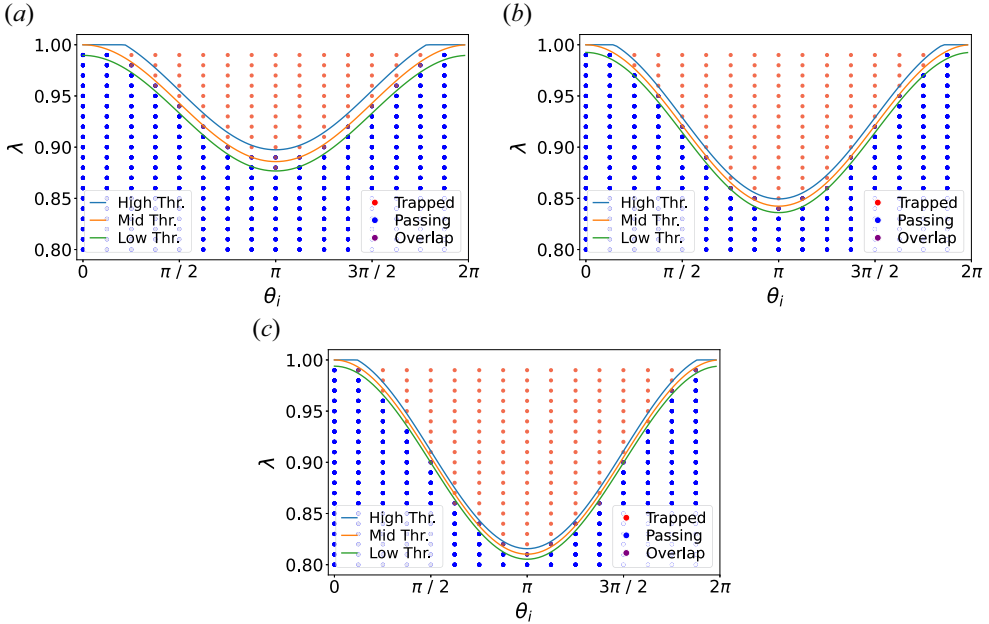 (a)
1.00
0.95
0.90
0.85
0.80
λ
High Thr.
Mid Thr.
Low Thr.
Trapped
Passing
Overlap
0
π / 2
π
3π / 2
2π
θi
(b)
1.00
0.95
0.90
0.85
0.80
λ
High Thr.
Mid Thr.
Low Thr.
Trapped
Passing
Overlap
0
π / 2
π
3π / 2
2π
θi
(c)
1.00
0.95
0.90
0.85
0.80
λ
High Thr.
Mid Thr.
Low Thr.
Trapped
Passing
Overlap
0
π / 2
π
3π / 2
2π
θi